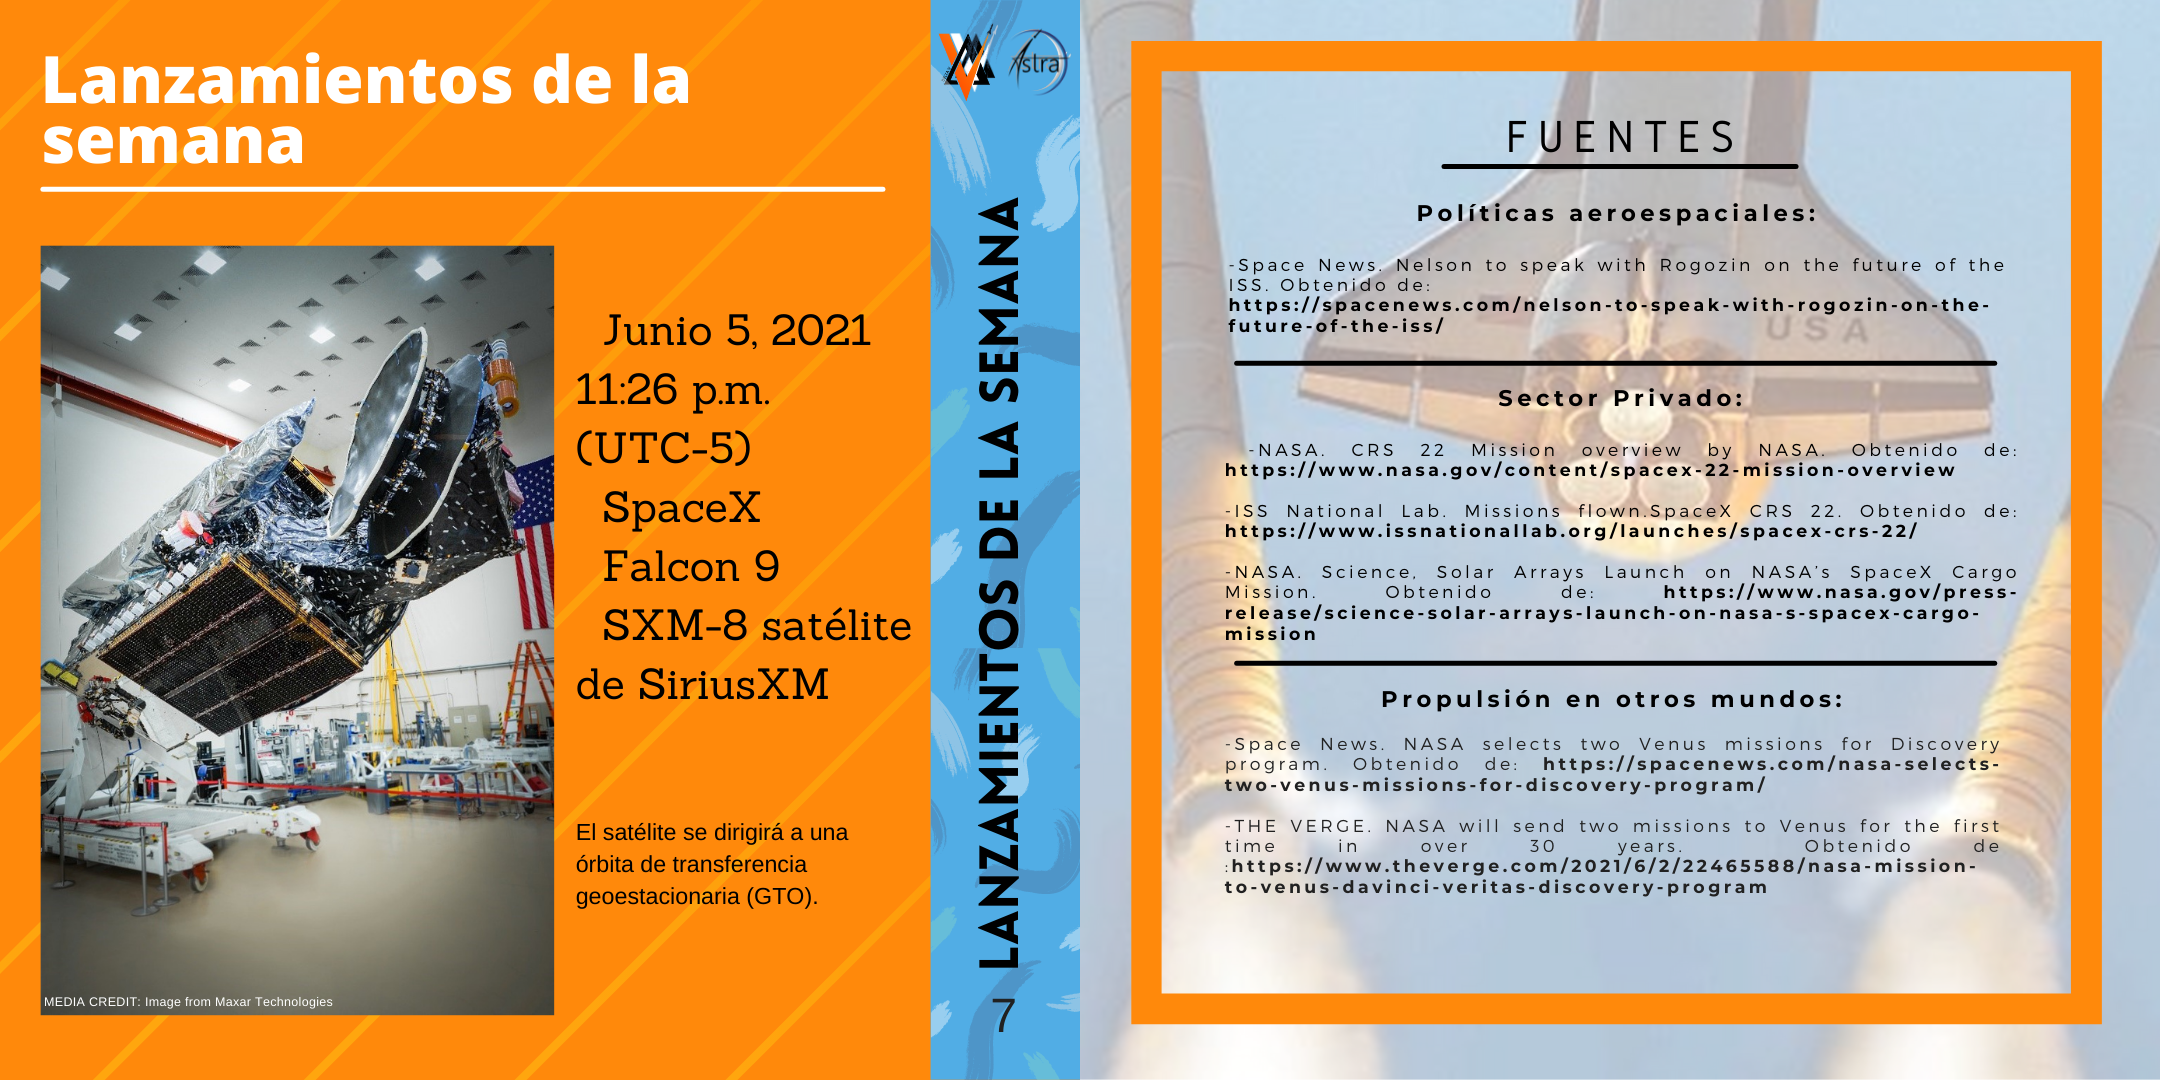 Lanzamientos de la
semana
Junio 5, 2021
11:26 p.m.
(UTC-5)
SpaceX
Falcon 9
SXM-8 satélite
de SiriusXM
El satélite se dirigirá a una
órbita de transferencia
geoestacionaria (GTO).
MEDIA CREDIT: Image from Maxar Technologies
Astra
LANZAMIENTOS DE LA SEMANA
7
FUENTES
Políticas aeroespaciales:
-Space News. Nelson to speak with Rogozin on the future of the
ISS. Obtenido de:
https://spacenews.com/nelson-to-speak-with-rogozin-on-the-
future-of-the-iss/
USA
Sector Privado:
-NASA. CRS 22 Mission overview by NASA. Obtenido de:
https://www.nasa.gov/content/spacex-22-mission-overview
-ISS National Lab. Missions flown.SpaceX CRS 22. Obtenido de:
https://www.issnationallab.org/launches/spacex-crs-22/
-NASA. Science, Solar Arrays Launch on NASA's SpaceX Cargo
Mission. Obtenido de: https://www.nasa.gov/press-
release/science-solar-arrays-launch-on-nasa-s-spacex-cargo-
mission
Propulsión en otros mundos:
-Space News. NASA selects two Venus missions for Discovery
program. Obtenido de: https://spacenews.com/nasa-selects-
two-venus-missions-for-discovery-program/
-THE VERGE. NASA will send two missions to Venus for the first
time in over 30 years. Obtenido de
:https://www.theverge.com/2021/6/2/22465588/nasa-mission-
to-venus-davinci-veritas-discovery-program